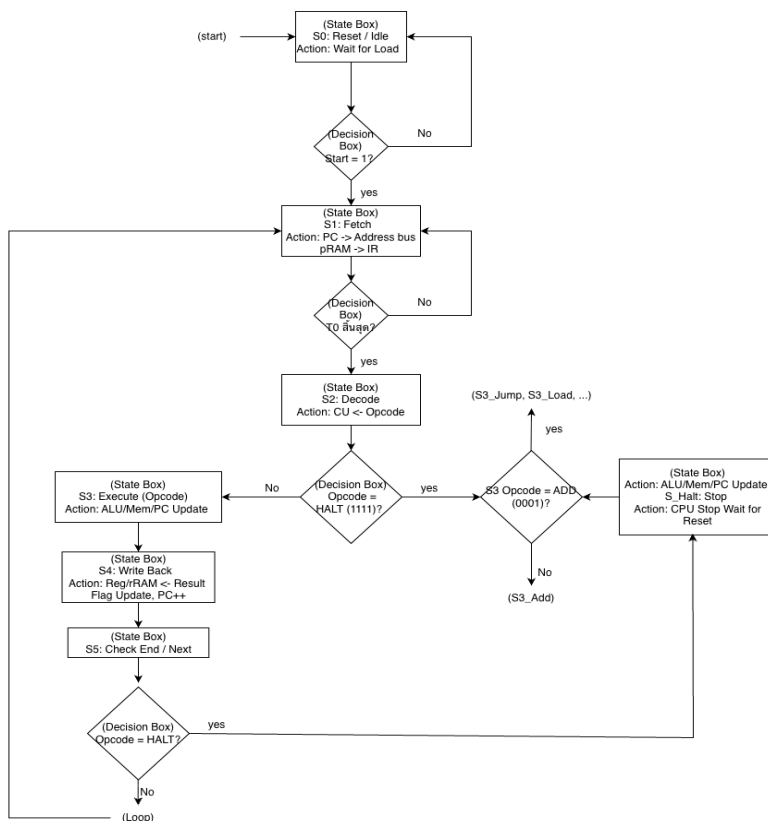 (State Box)
S0: Reset / Idle
Action: Wait for Load
(start)
No
(Decision
Box)
Start = 1?
yes
(State Box)
S1: Fetch
Action: PC -> Address bus
pRAM -> IR
No
(Decision
Box)
T0 สิ้นสุด?
yes
(State Box)
S2: Decode
Action: CU <- Opcode
(S3_Jump, S3_Load, ...)
yes
(Decision Box)
Opcode =
HALT (1111)?
No
yes
S3 Opcode = ADD
(0001)?
(State Box)
Action: ALU/Mem/PC Update
S_Halt: Stop
Action: CPU Stop Wait for
Reset
(State Box)
S3: Execute (Opcode)
Action: ALU/Mem/PC Update
No
(S3_Add)
(State Box)
S4: Write Back
Action: Reg/rRAM <- Result
Flag Update, PC++
(State Box)
S5: Check End / Next
(Decision Box)
Opcode = HALT?
yes
No
(Loop)